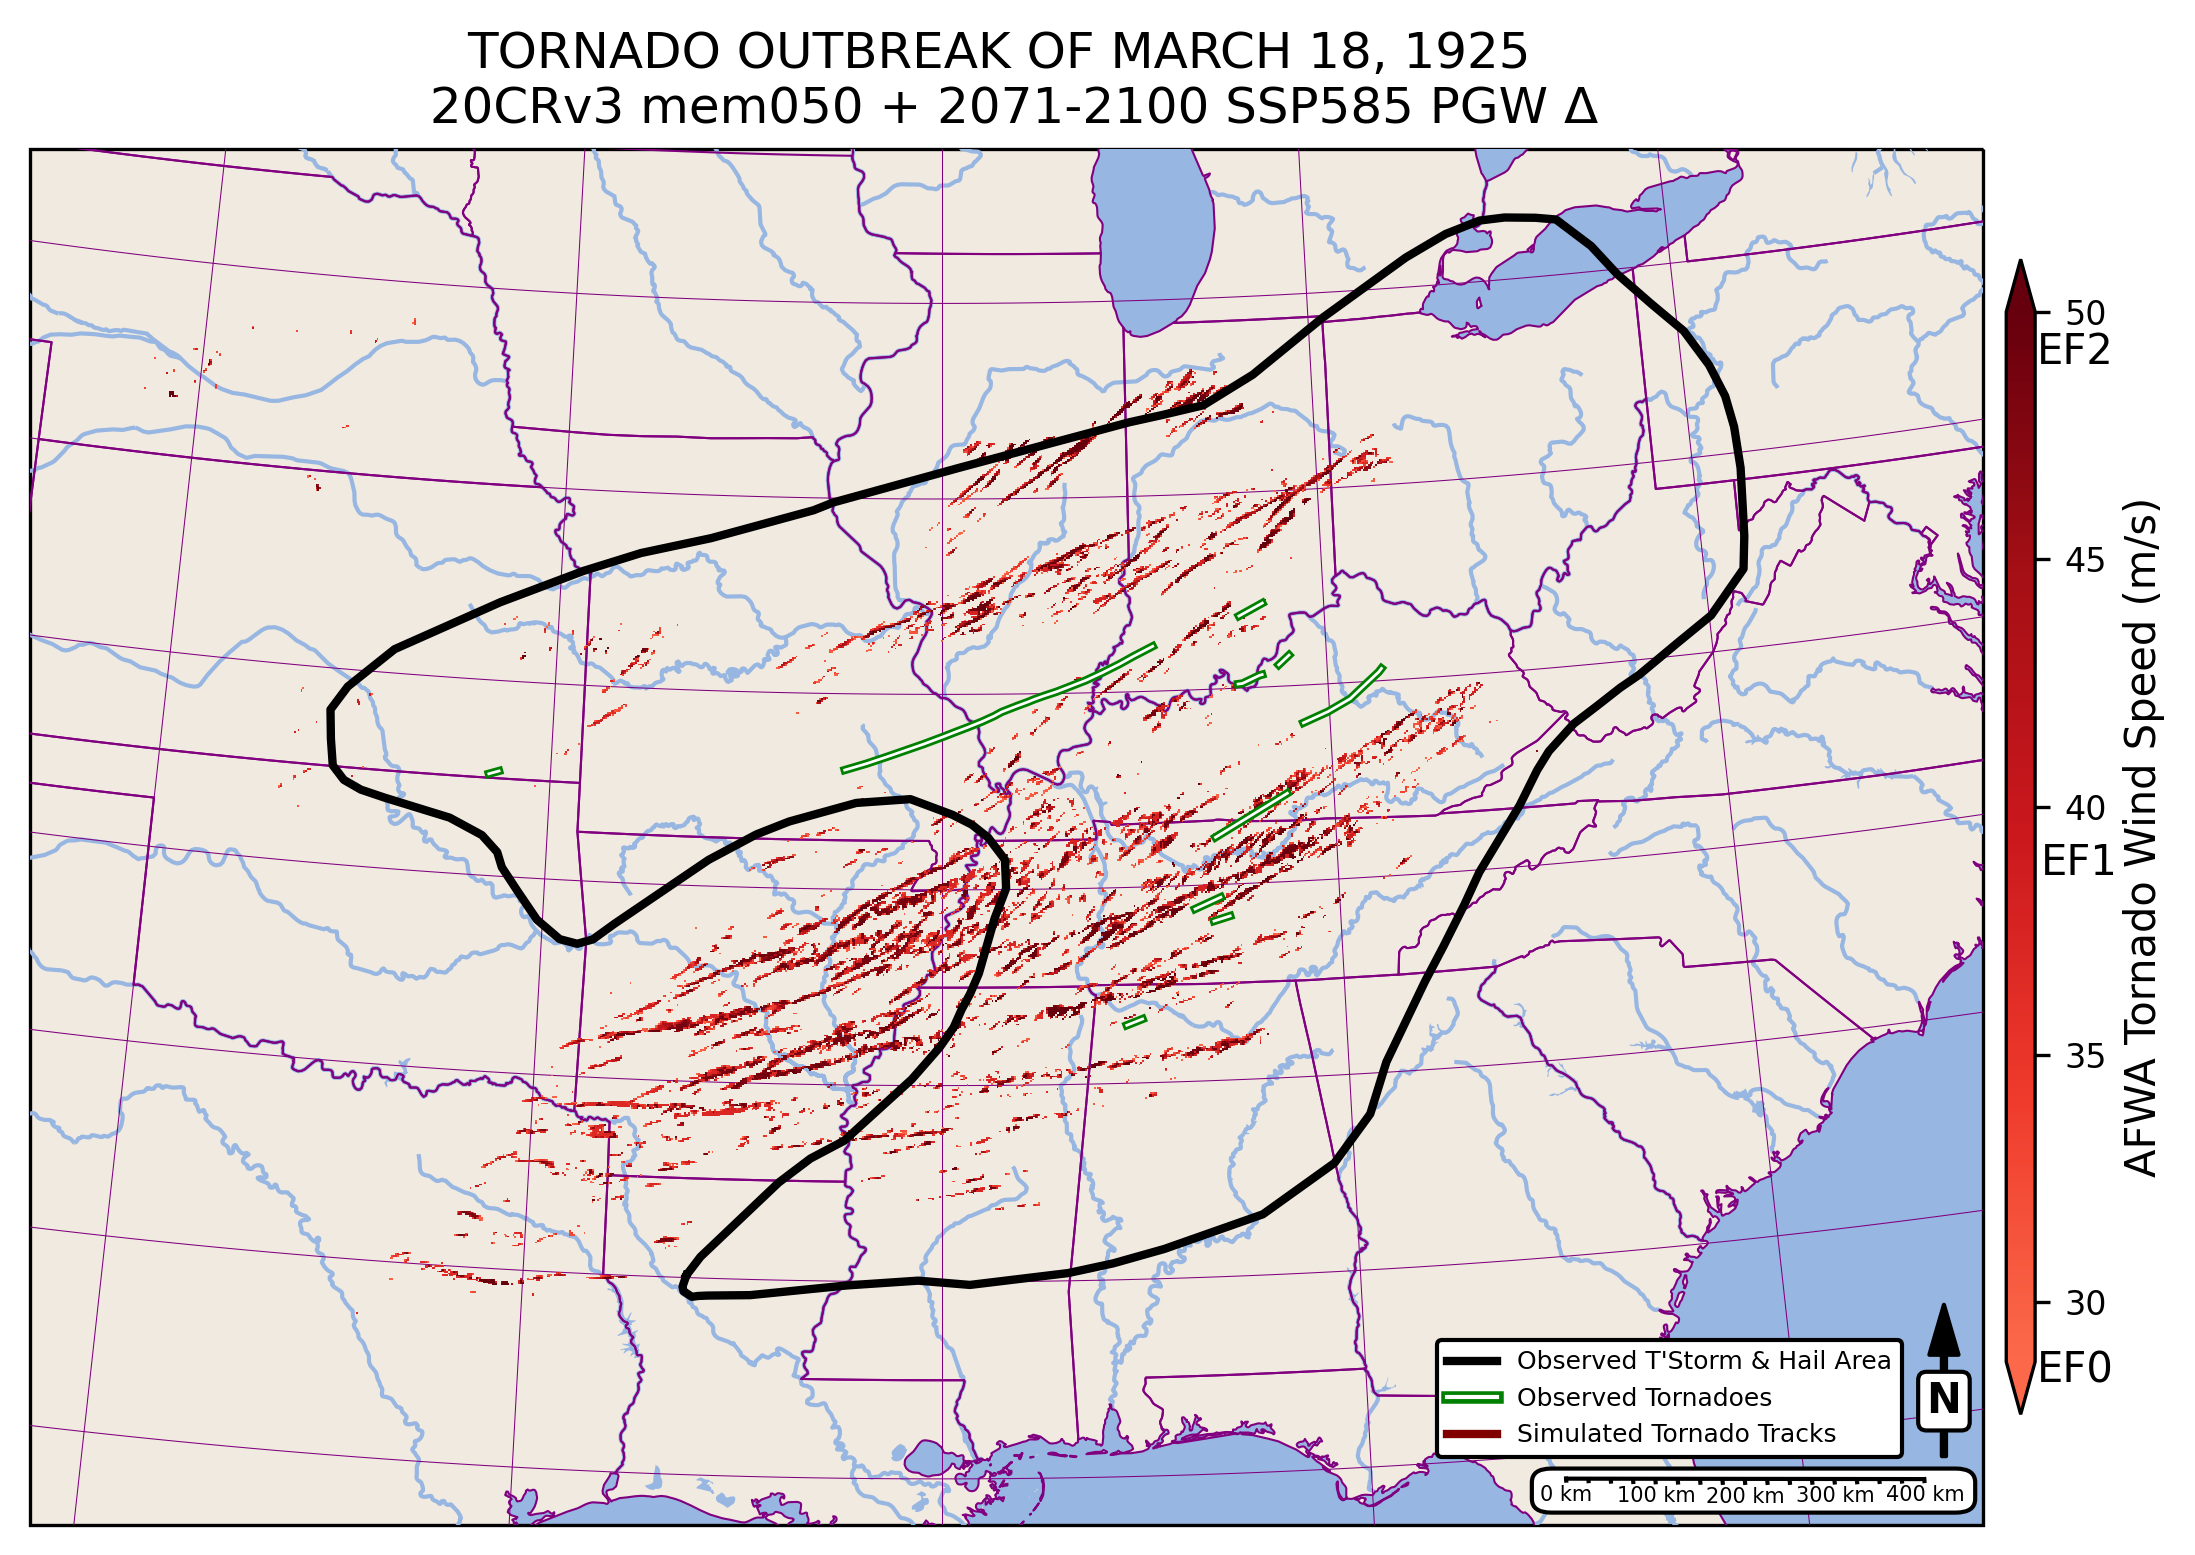 TORNADO OUTBREAK OF MARCH 18, 1925
20CRv3 mem050 + 2071-2100 SSP585 PGW Δ
50
EF2
45
40
EF1
35
30
EF0
AFWA Tornado Wind Speed (m/s)
Observed T'Storm & Hail Area
Observed Tornadoes
Simulated Tornado Tracks
N
0 km 100 km 200 km 300 km 400 km